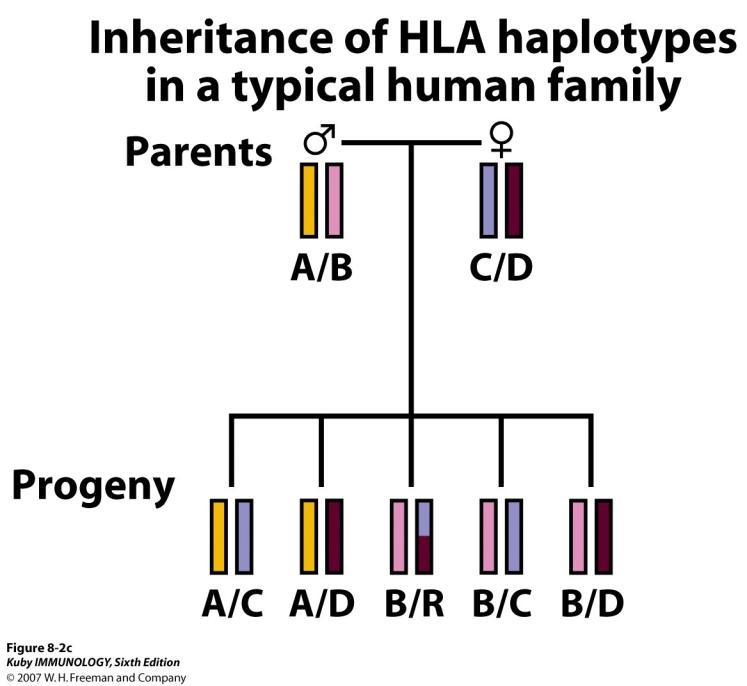 Inheritance of HLA haplotypes
in a typical human family
Parents ♂ ♀
A/B C/D
Progeny
A/C A/D B/R B/C B/D
Figure 8-2c
Kuby IMMUNOLOGY, Sixth Edition
© 2007 W. H. Freeman and Company